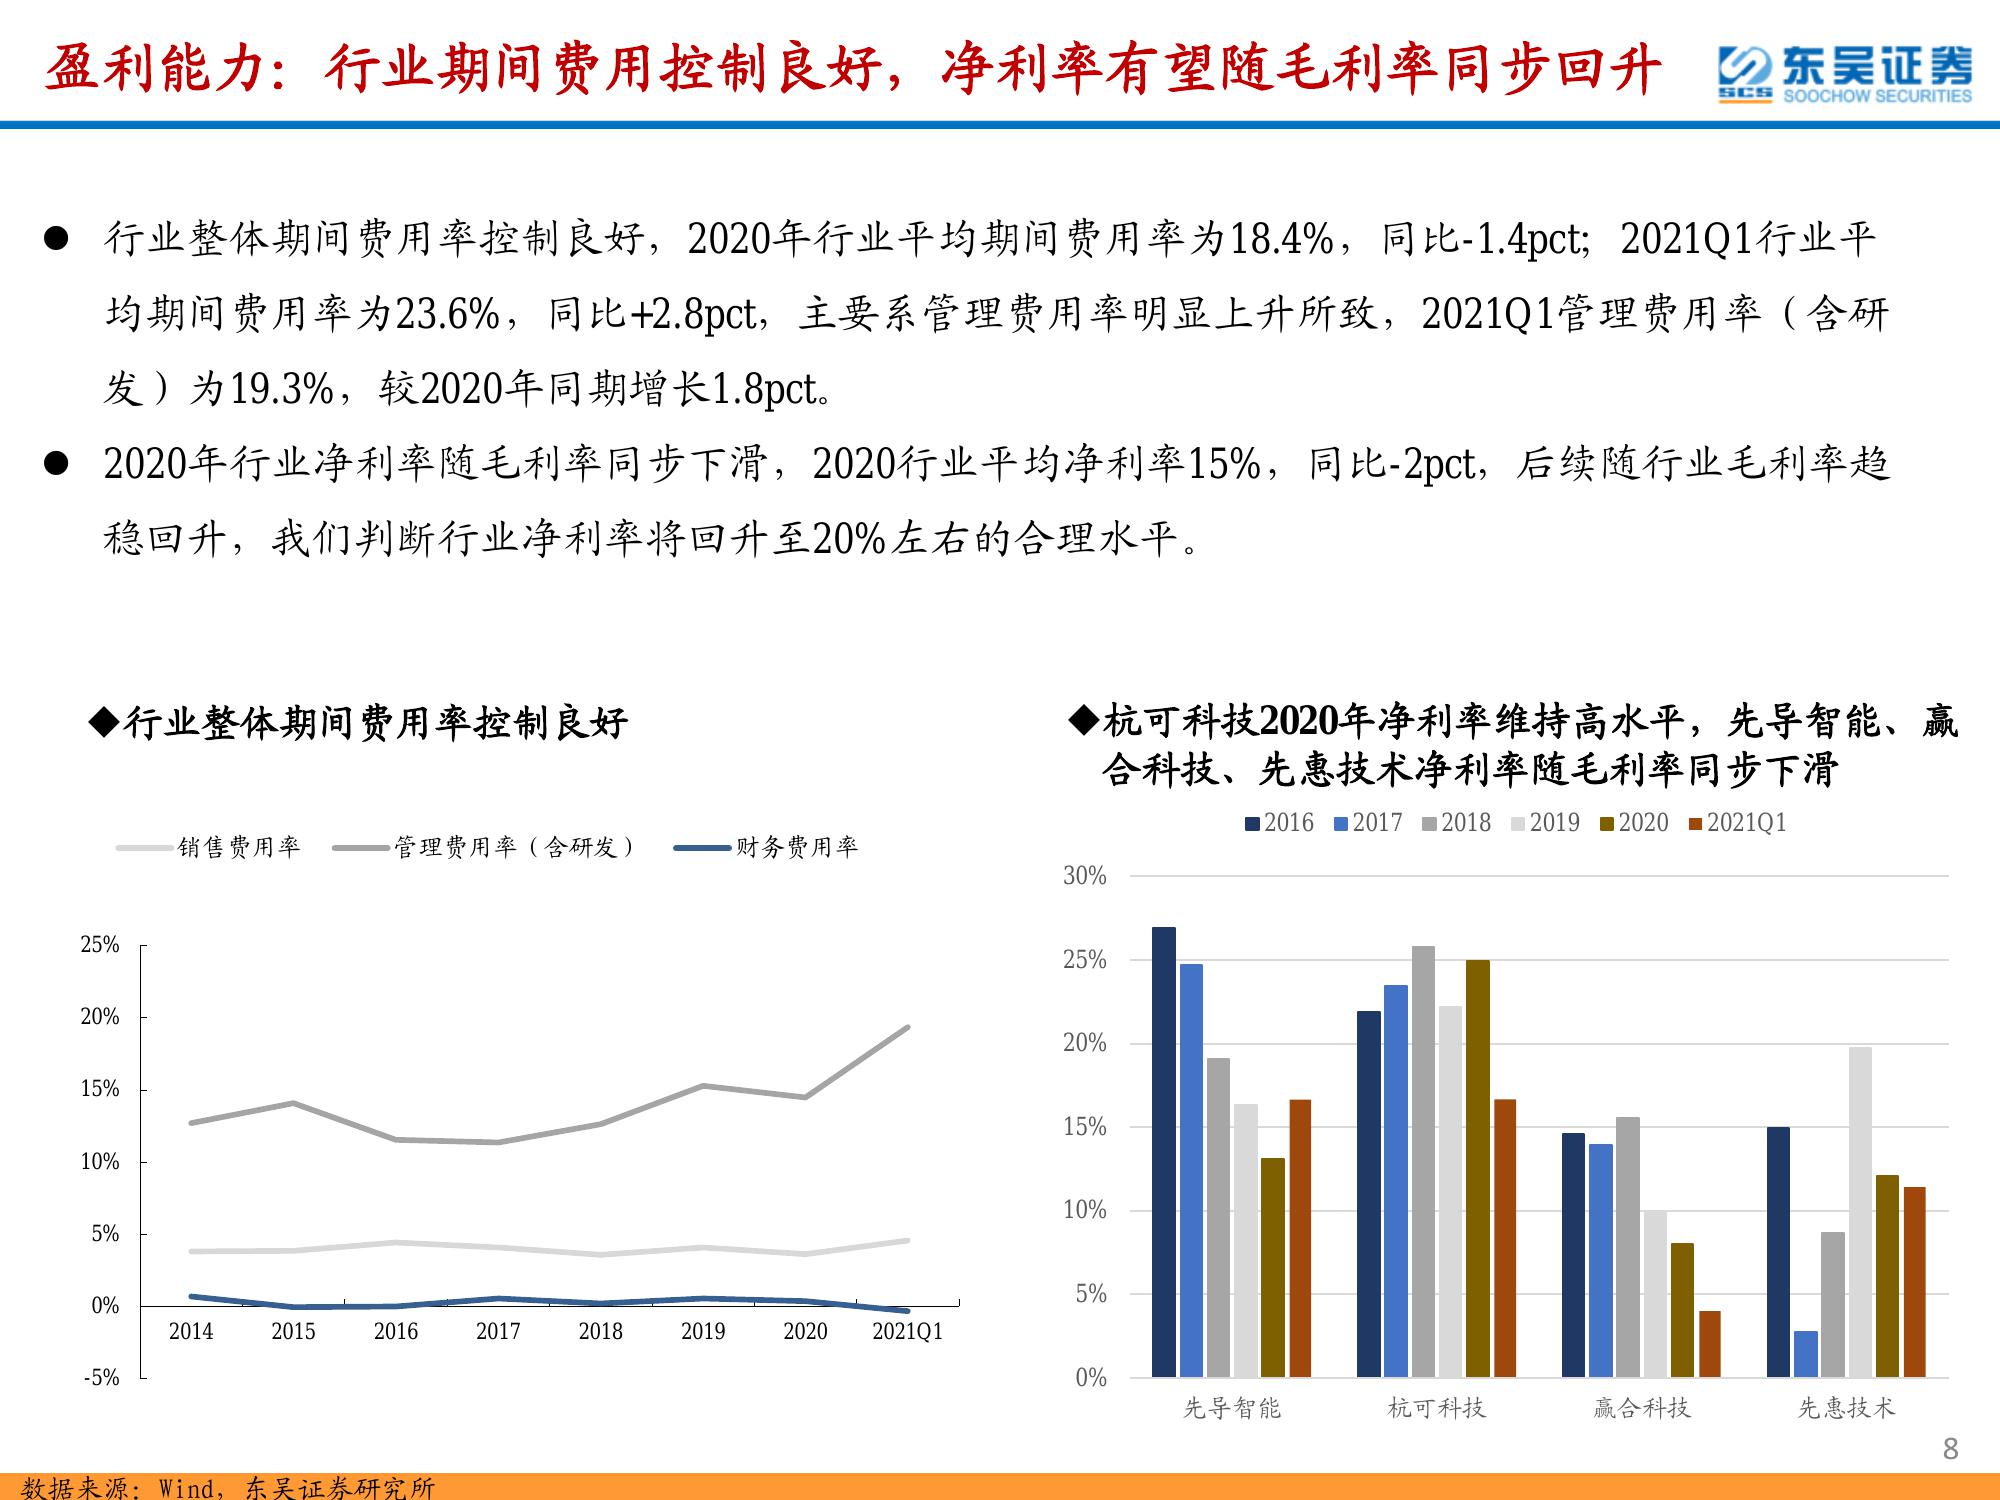 盈利能力：行业期间费用控制良好，净利率有望随毛利率同步回升
东吴证券
SCS
SOOCHOW SECURITIES
● 行业整体期间费用率控制良好，2020年行业平均期间费用率为18.4%，同比-1.4pct；2021Q1行业平
均期间费用率为23.6%，同比+2.8pct，主要系管理费用率明显上升所致，2021Q1管理费用率（含研
发）为19.3%，较2020年同期增长1.8pct。
● 2020年行业净利率随毛利率同步下滑，2020行业平均净利率15%，同比-2pct，后续随行业毛利率趋
稳回升，我们判断行业净利率将回升至20%左右的合理水平。
◆行业整体期间费用率控制良好
销售费用率 管理费用率（含研发） 财务费用率
25%
20%
15%
10%
5%
0%
-5%
2014 2015 2016 2017 2018 2019 2020 2021Q1
◆杭可科技2020年净利率维持高水平，先导智能、赢
合科技、先惠技术净利率随毛利率同步下滑
2016 2017 2018 2019 2020 2021Q1
30%
25%
20%
15%
10%
5%
0%
先导智能 杭可科技 赢合科技 先惠技术
8
数据来源：Wind，东吴证券研究所